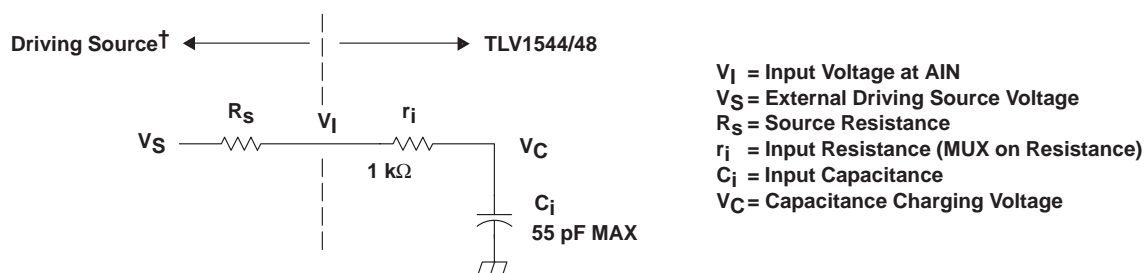 Driving Source†
TLV1544/48
Rs
VI
ri
VS
VC
1 kΩ
Ci
55 pF MAX
VI = Input Voltage at AIN
VS = External Driving Source Voltage
Rs = Source Resistance
ri = Input Resistance (MUX on Resistance)
Ci = Input Capacitance
VC = Capacitance Charging Voltage